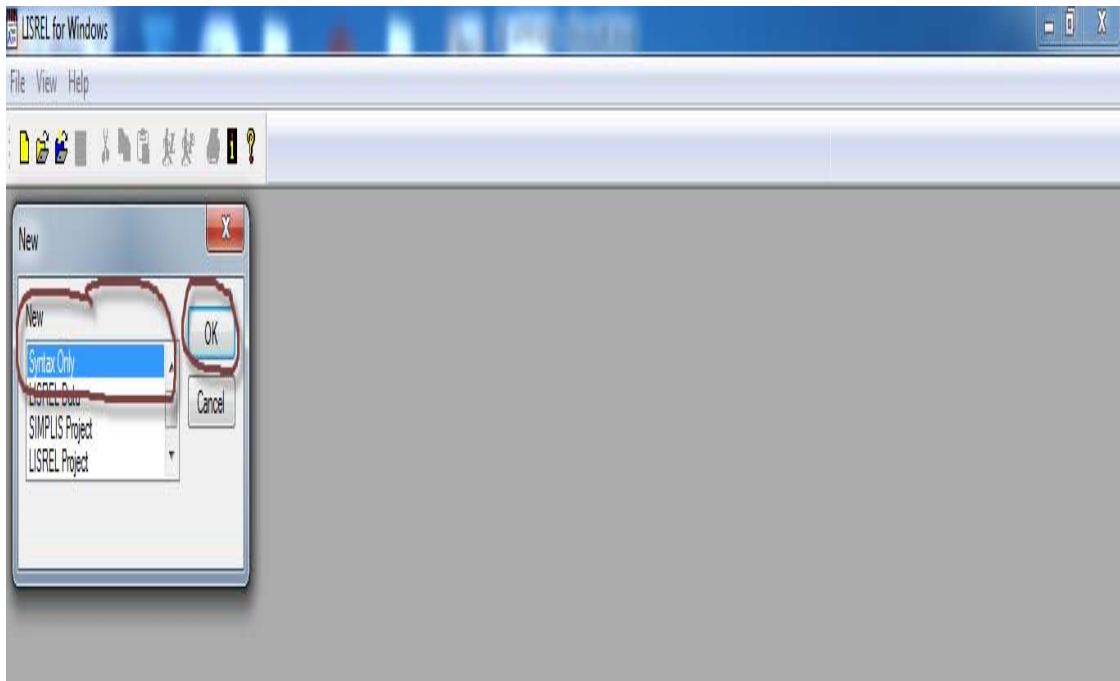 LISREL for Windows
File View Help
New
New
OK
Syntax Only
LISREL Data
Cancel
SIMPLIS Project
LISREL Project